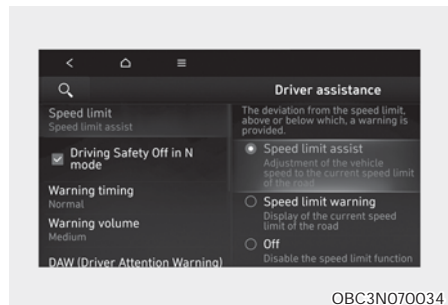 Driver assistance
Speed limit
Speed limit assist
Driving Safety Off in N
mode
Warning timing
Normal
Warning volume
Medium
DAW (Driver Attention Warning)
The deviation from the speed limit,
above or below which, a warning is
provided.
Speed limit assist
Adjustment of the vehicle
speed to the current speed limit
of the road
Speed limit warning
Display of the current speed
limit of the road
Off
Disable the speed limit function
OBC3N070034